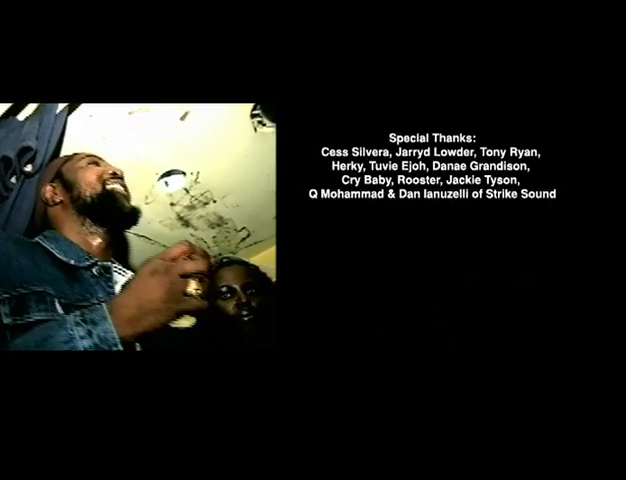 Special Thanks:
Cess Silvera, Jarryd Lowder, Tony Ryan,
Herky, Tuvie Ejoh, Danae Grandison,
Cry Baby, Rooster, Jackie Tyson,
Q Mohammad & Dan Ianuzelli of Strike Sound